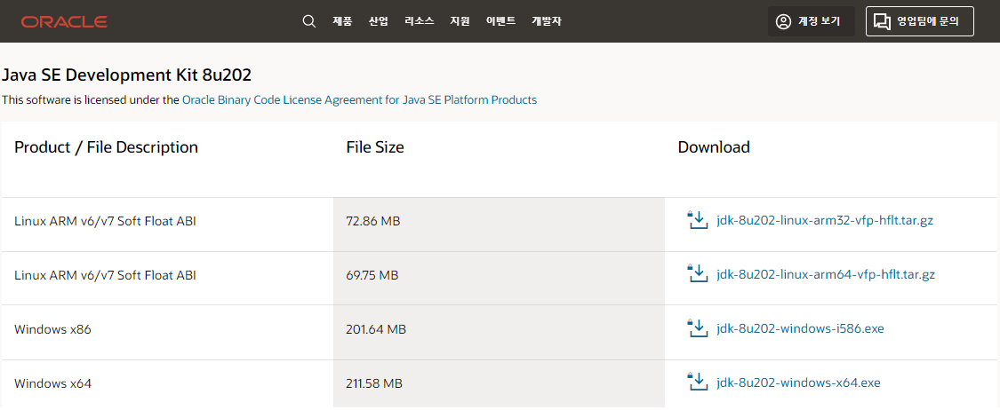 ORACLE 제품 산업 리소스 지원 이벤트 개발자 계정 보기 영업팀에 문의
Java SE Development Kit 8u202
This software is licensed under the Oracle Binary Code License Agreement for Java SE Platform Products
Product / File Description File Size Download
Linux ARM v6/v7 Soft Float ABI 72.86 MB jdk-8u202-linux-arm32-vfp-hflt.tar.gz
Linux ARM v6/v7 Soft Float ABI 69.75 MB jdk-8u202-linux-arm64-vfp-hflt.tar.gz
Windows x86 201.64 MB jdk-8u202-windows-i586.exe
Windows x64 211.58 MB jdk-8u202-windows-x64.exe